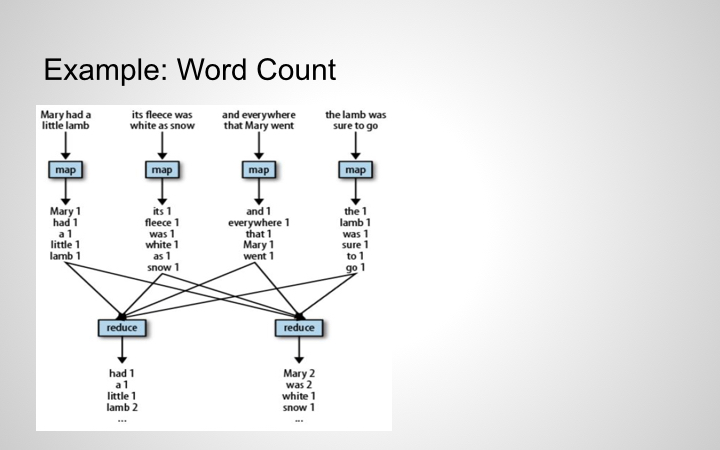 Example: Word Count
Mary had a
little lamb
its fleece was
white as snow
and everywhere
that Mary went
the lamb was
sure to go
map
map
map
map
Mary 1
had 1
a 1
little 1
lamb 1
its 1
fleece 1
was 1
white 1
as 1
snow 1
and 1
everywhere 1
that 1
Mary 1
went 1
the 1
lamb 1
was 1
sure 1
to 1
go 1
reduce
reduce
had 1
a 1
little 1
lamb 2
...
Mary 2
was 2
white 1
snow 1
...